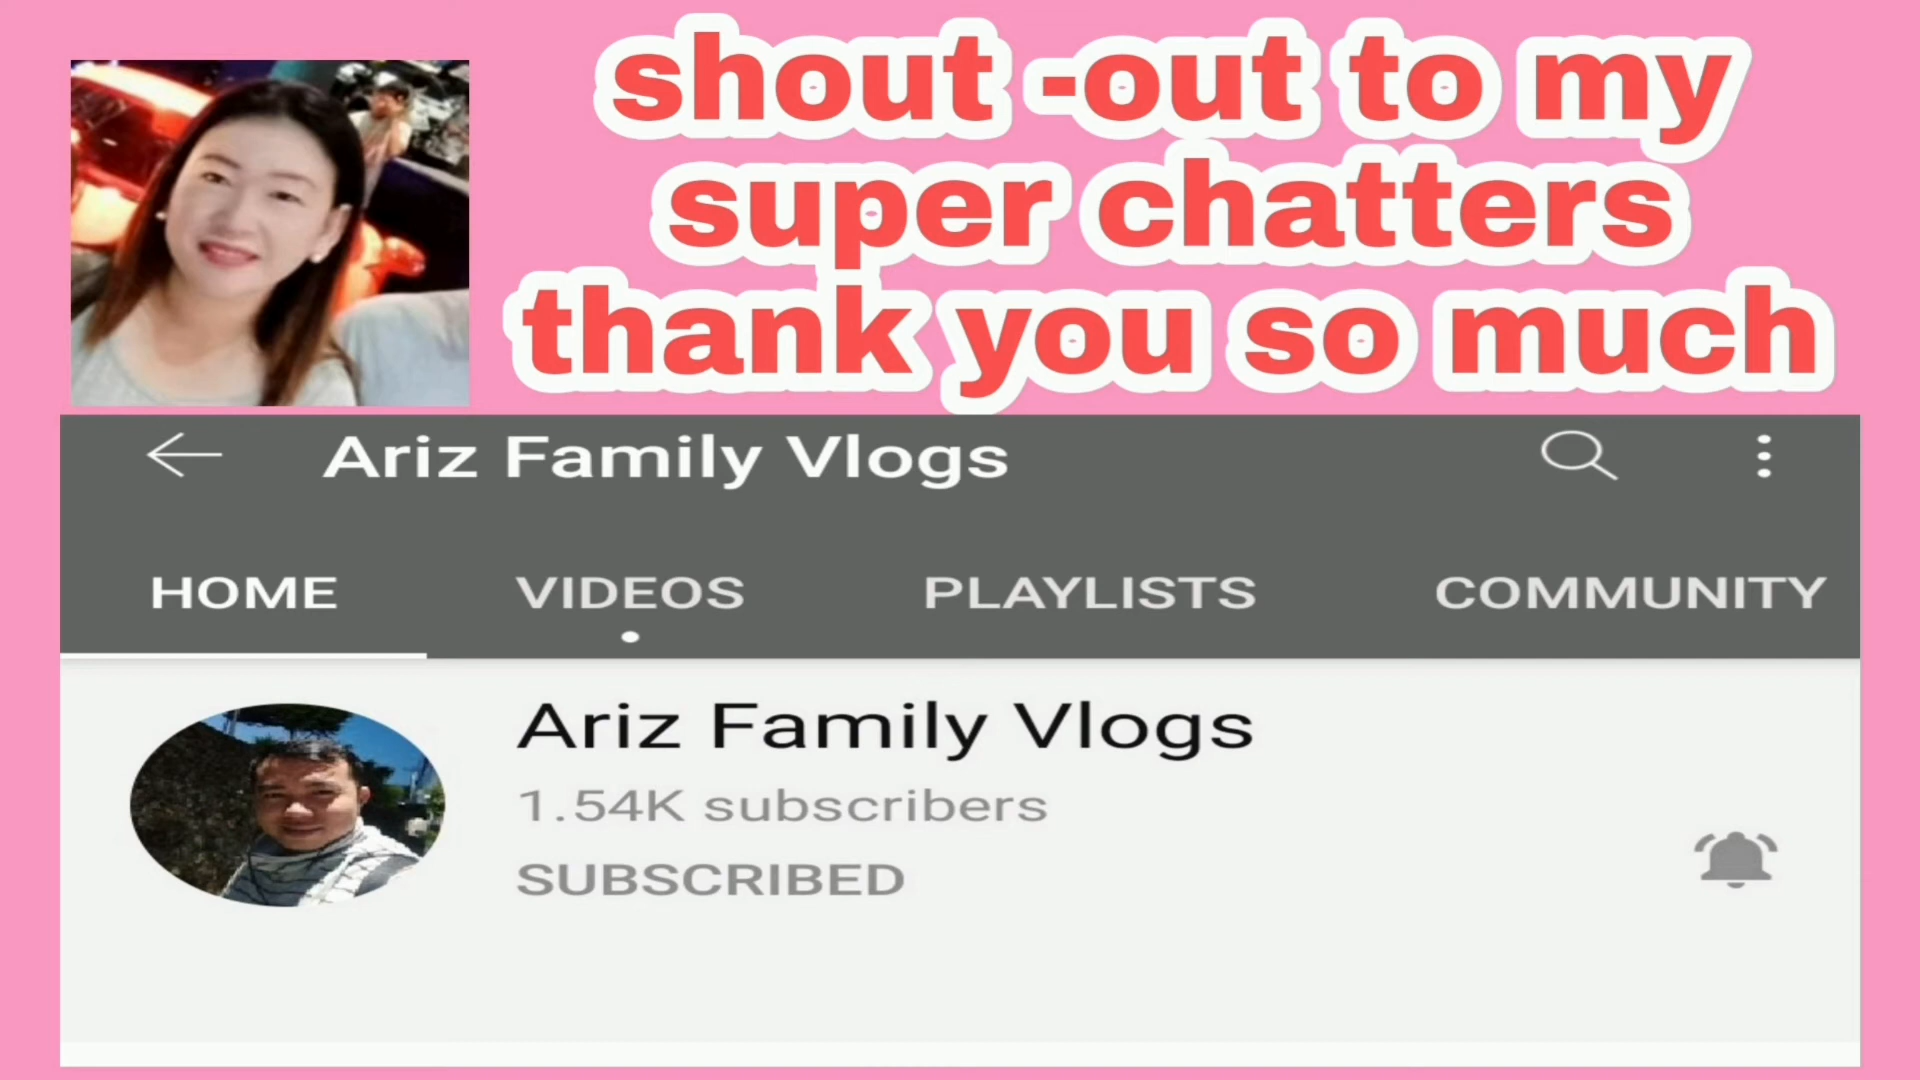 shout -out to my
super chatters
thank you so much
Ariz Family Vlogs
HOME VIDEOS PLAYLISTS COMMUNITY
Ariz Family Vlogs
1.54K subscribers
SUBSCRIBED